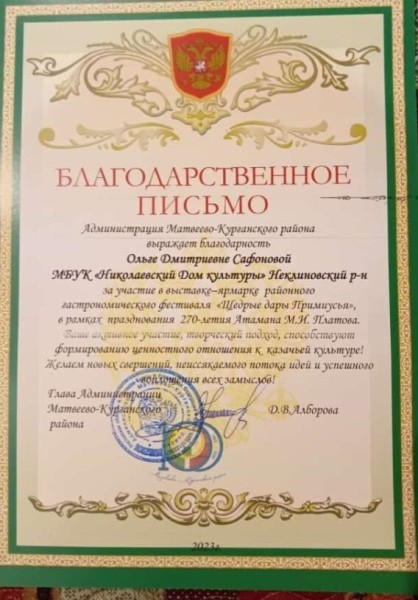 БЛАГОДАРСТВЕННОЕ
ПИСЬМО
Администрация Матвеево-Курганского района
выражает благодарность
Ольге Дмитриевне Сафоновой
МБУК «Николаевский Дом культуры» Неклиновский р-н
за участие в выставке–ярмарке районного
гастрономического фестиваля «Щедрые дары Примиусья»,
в рамках празднования 270-летия Атамана М.И. Платова.
Ваше активное участие, творческий подход, способствуют
формированию ценностного отношения к казачьей культуре!
Желаем новых свершений, неиссякаемого потока идей и успешного
воплощения всех замыслов!
Глава Администрации
Матвеево-Курганского Д.В.Алборова
района
2023г